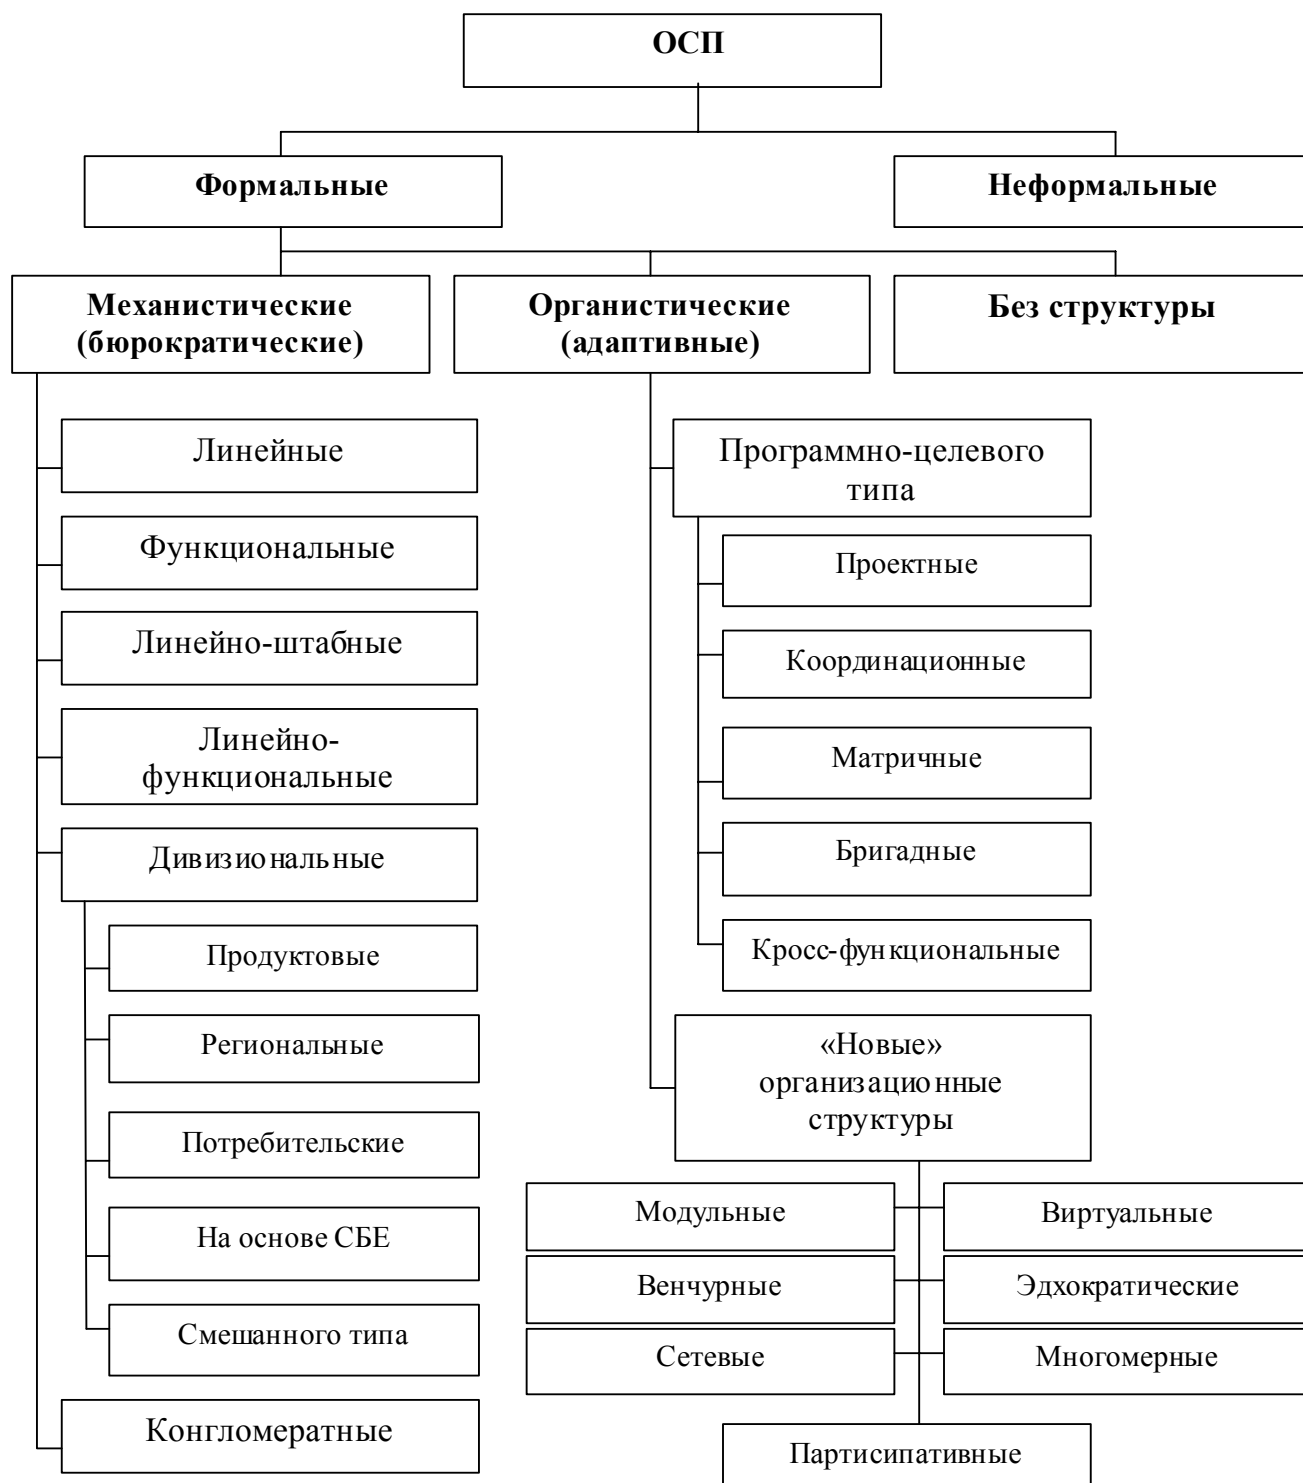 ОСП
Формальные
Неформальные
Механистические
(бюрократические)
Органистические
(адаптивные)
Без структуры
Линейные
Функциональные
Линейно-штабные
Линейно-
функциональные
Дивизиональные
Продуктовые
Региональные
Потребительские
На основе СБЕ
Смешанного типа
Конгломератные
Программно-целевого
типа
Проектные
Координационные
Матричные
Бригадные
Кросс-функциональные
«Новые»
организационные
структуры
Модульные
Виртуальные
Венчурные
Эдхократические
Сетевые
Многомерные
Партисипативные